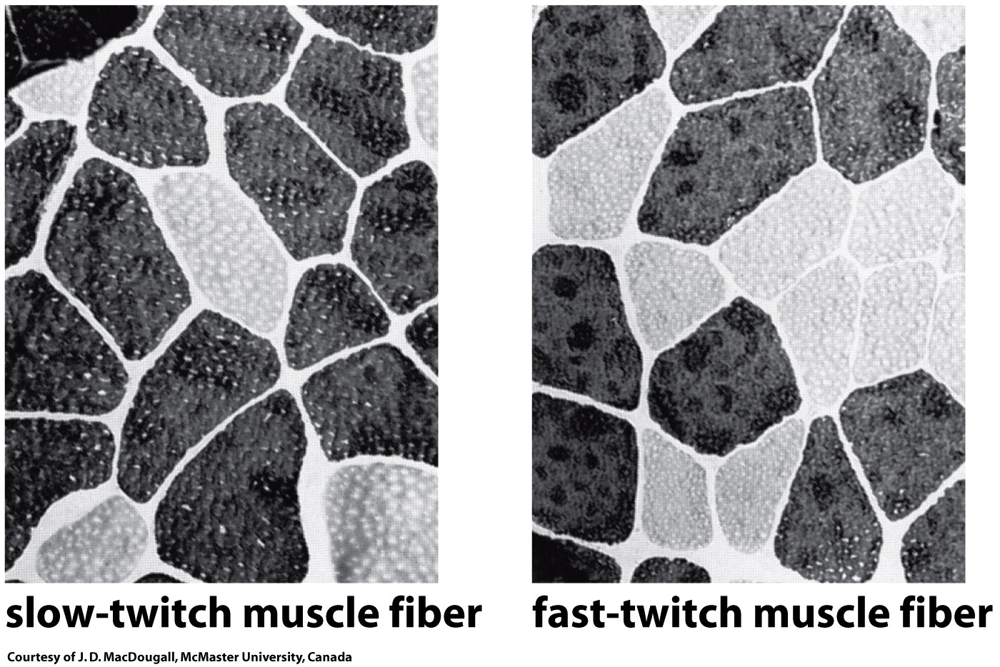 slow-twitch muscle fiber
fast-twitch muscle fiber
Courtesy of J. D. MacDougall, McMaster University, Canada